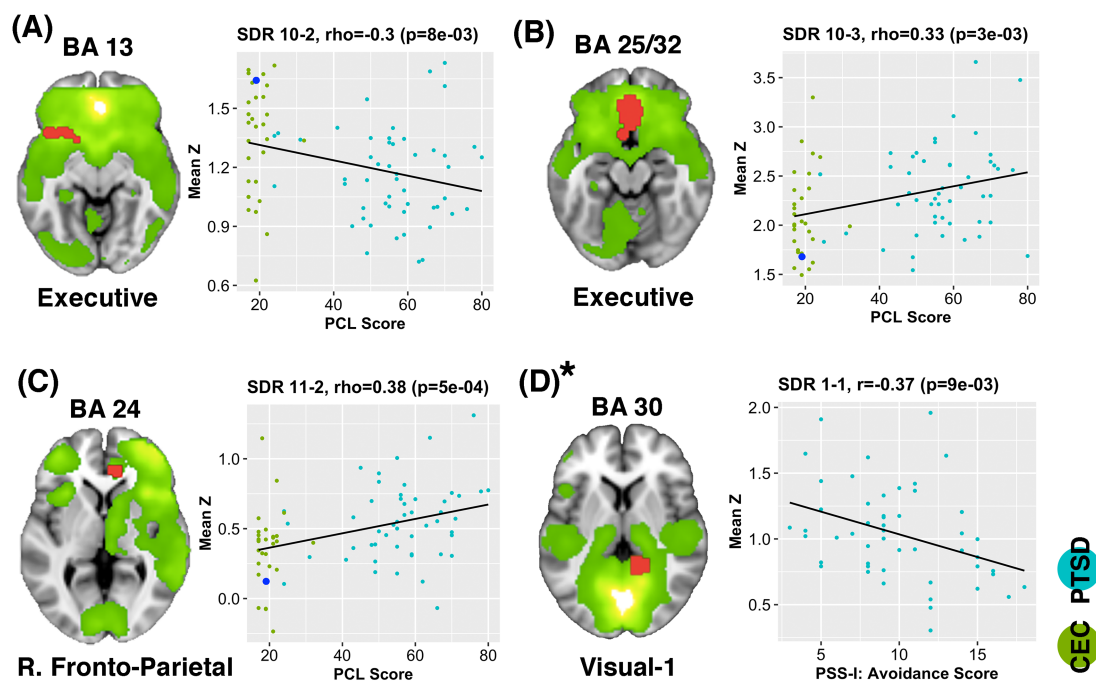 (A)
BA 13
Executive
SDR 10-2, rho=-0.3 (p=8e-03)
Mean Z
1.5
1.2
0.9
0.6
20 40 60 80
PCL Score
(B)
BA 25/32
Executive
SDR 10-3, rho=0.33 (p=3e-03)
Mean Z
3.5
3.0
2.5
2.0
1.5
20 40 60 80
PCL Score
(C)
BA 24
R. Fronto-Parietal
SDR 11-2, rho=0.38 (p=5e-04)
Mean Z
1.0
0.5
0.0
20 40 60 80
PCL Score
(D)*
BA 30
Visual-1
SDR 1-1, r=-0.37 (p=9e-03)
Mean Z
2.0
1.5
1.0
0.5
5 10 15
PSS-I: Avoidance Score
PTSD
CEC